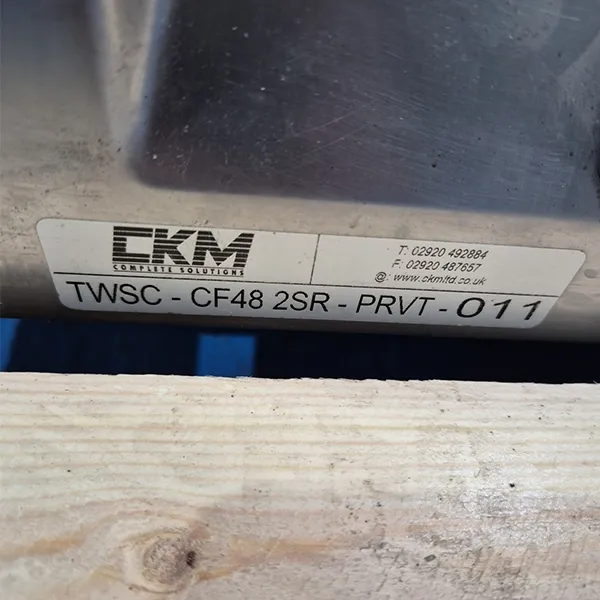 CKM
COMPLETE SOLUTIONS
T: 02920 492884
F: 02920 487657
@: www.ckmltd.co.uk
TWSC - CF48 2SR - PRVT - 011